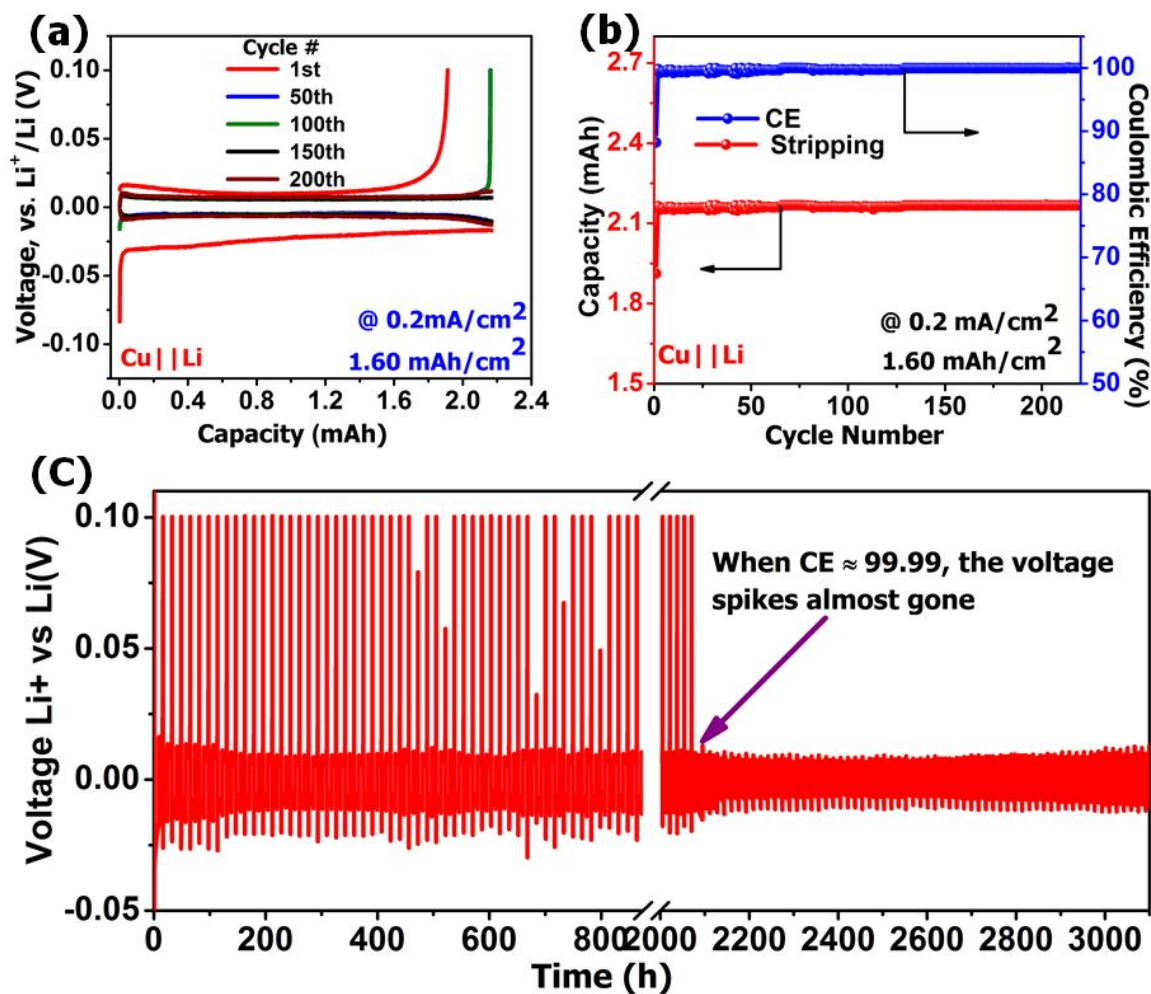 (a)
Cycle #
1st
50th
100th
150th
200th
0.10
0.05
0.00
-0.05
-0.10
Voltage, vs. Li⁺/Li (V)
@ 0.2mA/cm²
1.60 mAh/cm²
Cu||Li
0.0 0.4 0.8 1.2 1.6 2.0 2.4
Capacity (mAh)
(b)
2.7
2.4
2.1
1.8
1.5
Capacity (mAh)
CE
Stripping
100
90
80
70
60
50
Coulombic Efficiency (%)
@ 0.2 mA/cm²
1.60 mAh/cm²
Cu||Li
0 50 100 150 200
Cycle Number
(C)
0.10
0.05
0.00
-0.05
Voltage Li+ vs Li(V)
When CE ≈ 99.99, the voltage
spikes almost gone
0 200 400 600 800 2000 2200 2400 2600 2800 3000
Time (h)